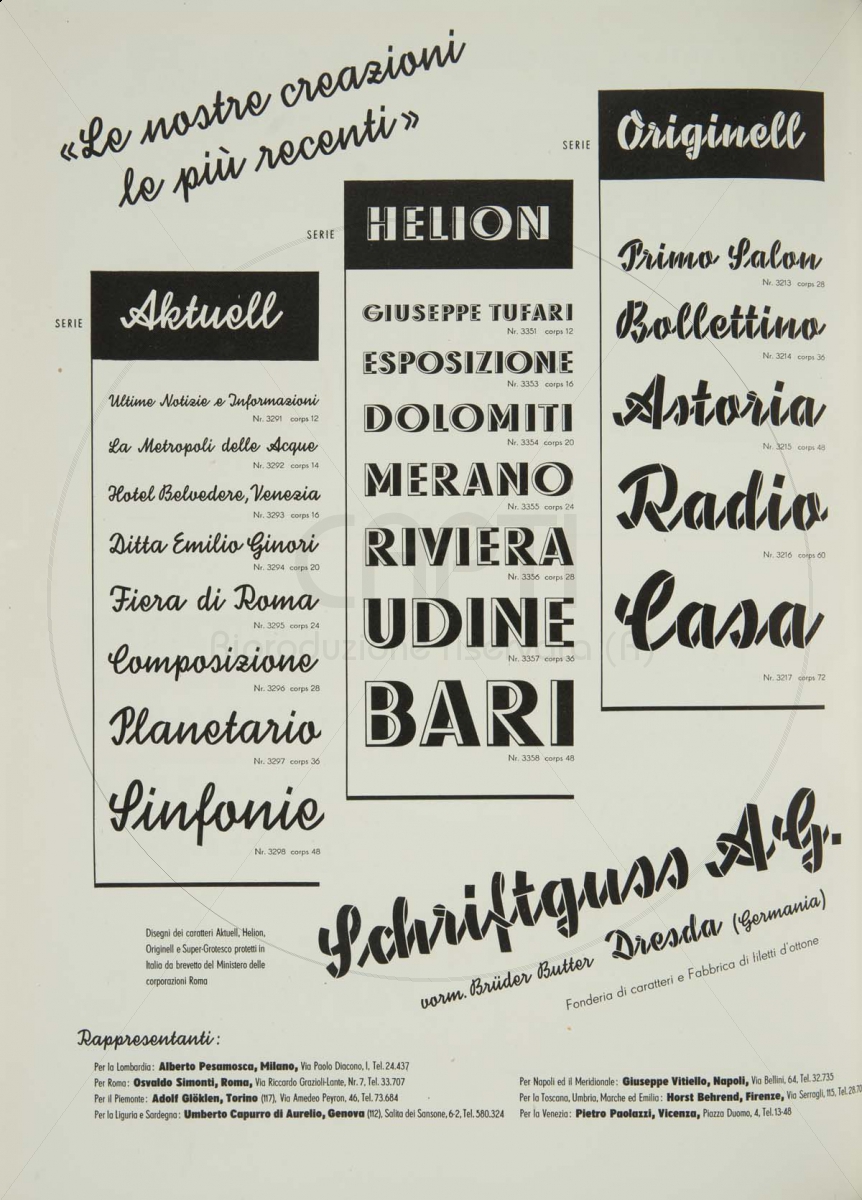 «Le nostre creazioni
le più recenti»
SERIE
Aktuell
Ultime Notizie e Informazioni
Nr. 3291 corps 12
La Metropoli delle Acque
Nr. 3292 corps 14
Hotel Belvedere, Venezia
Nr. 3293 corps 16
Ditta Emilio Ginori
Nr. 3294 corps 20
Fiera di Roma
Nr. 3295 corps 24
Composizione
Nr. 3296 corps 28
Planetario
Nr. 3297 corps 36
Sinfonie
Nr. 3298 corps 48
SERIE
HELION
GIUSEPPE TUFARI
Nr. 3351 corps 12
ESPOSIZIONE
Nr. 3353 corps 16
DOLOMITI
Nr. 3354 corps 20
MERANO
Nr. 3355 corps 24
RIVIERA
Nr. 3356 corps 28
UDINE
Nr. 3357 corps 36
BARI
Nr. 3358 corps 48
SERIE
Originell
Primo Salon
Nr. 3213 corps 28
Bollettino
Nr. 3214 corps 36
Astoria
Nr. 3215 corps 48
Radio
Nr. 3216 corps 60
Casa
Nr. 3217 corps 72
CAPTI
Riproduzione riservata (R)
Disegni dei caratteri Aktuell, Helion,
Originell e Super-Grotesco protetti in
Italia da brevetto del Ministero delle
corporazioni Roma
Schriftguss A.G.
vorm. Brüder Butter Dresda (Germania)
Fonderia di caratteri e Fabbrica di filetti d'ottone
Rappresentanti:
Per la Lombardia: Alberto Pesamosca, Milano, Via Paolo Diacono, 1, Tel. 24.437
Per Roma: Osvaldo Simonti, Roma, Via Riccardo Grazioli-Lante, Nr. 7, Tel. 33.707
Per il Piemonte: Adolf Glöklen, Torino (117), Via Amedeo Peyron, 46, Tel. 73.684
Per la Liguria e Sardegna: Umberto Capurro di Aurelio, Genova (112), Salita dei Sansone, 6-2, Tel. 580.324
Per Napoli ed il Meridionale: Giuseppe Vitiello, Napoli, Via Bellini, 64, Tel. 32.735
Per la Toscana, Umbria, Marche ed Emilia: Horst Behrend, Firenze, Via Serragli, 115, Tel. 28.70
Per la Venezia: Pietro Paolazzi, Vicenza, Piazza Duomo, 4, Tel. 13-48